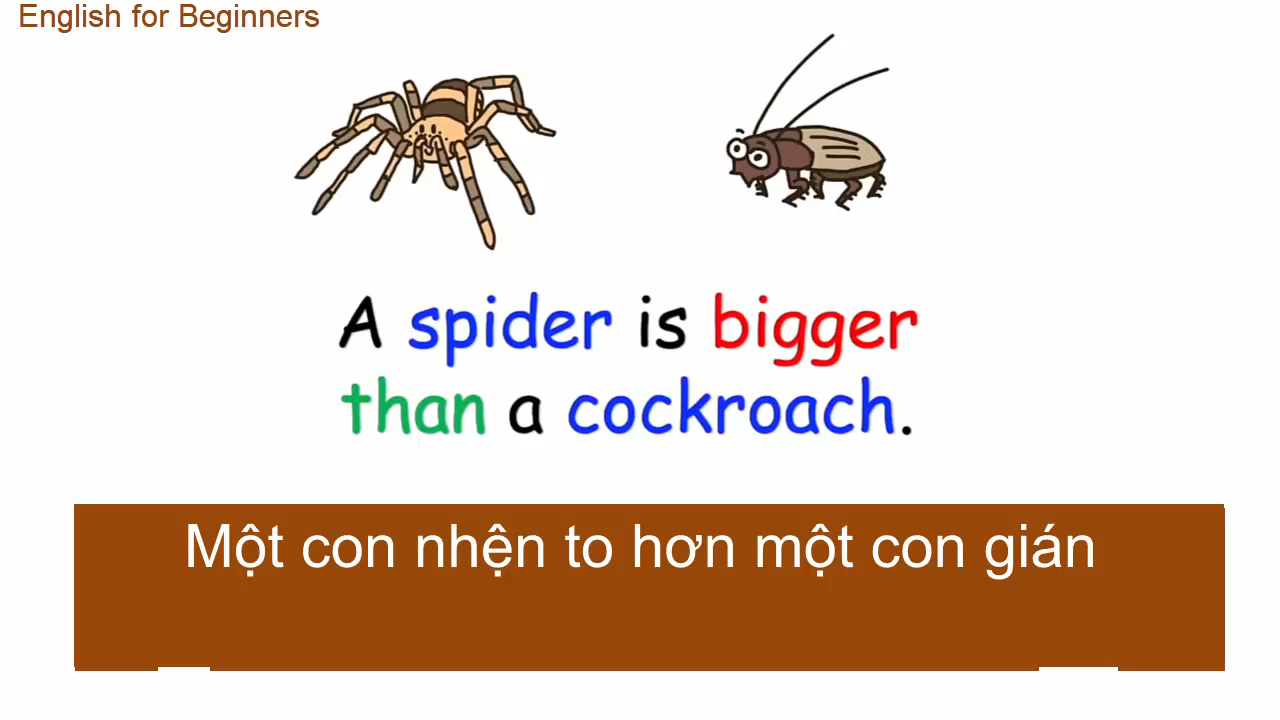 English for Beginners
A spider is bigger
than a cockroach.
Một con nhện to hơn một con gián